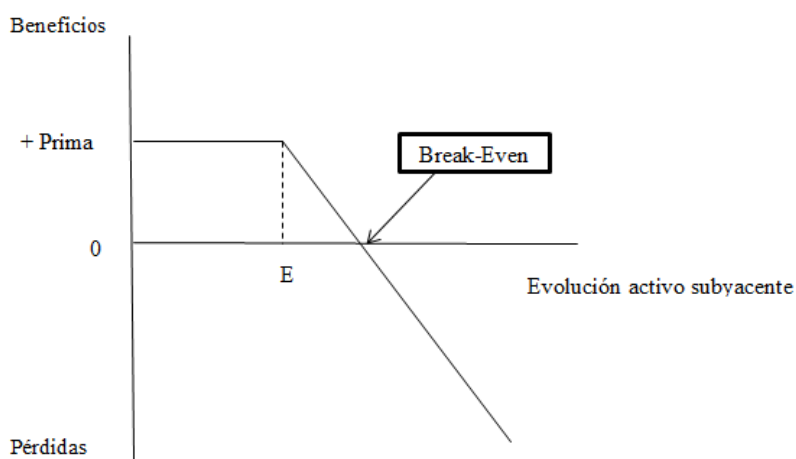 Beneficios
+ Prima
Break-Even
0
E
Evolución activo subyacente
Pérdidas